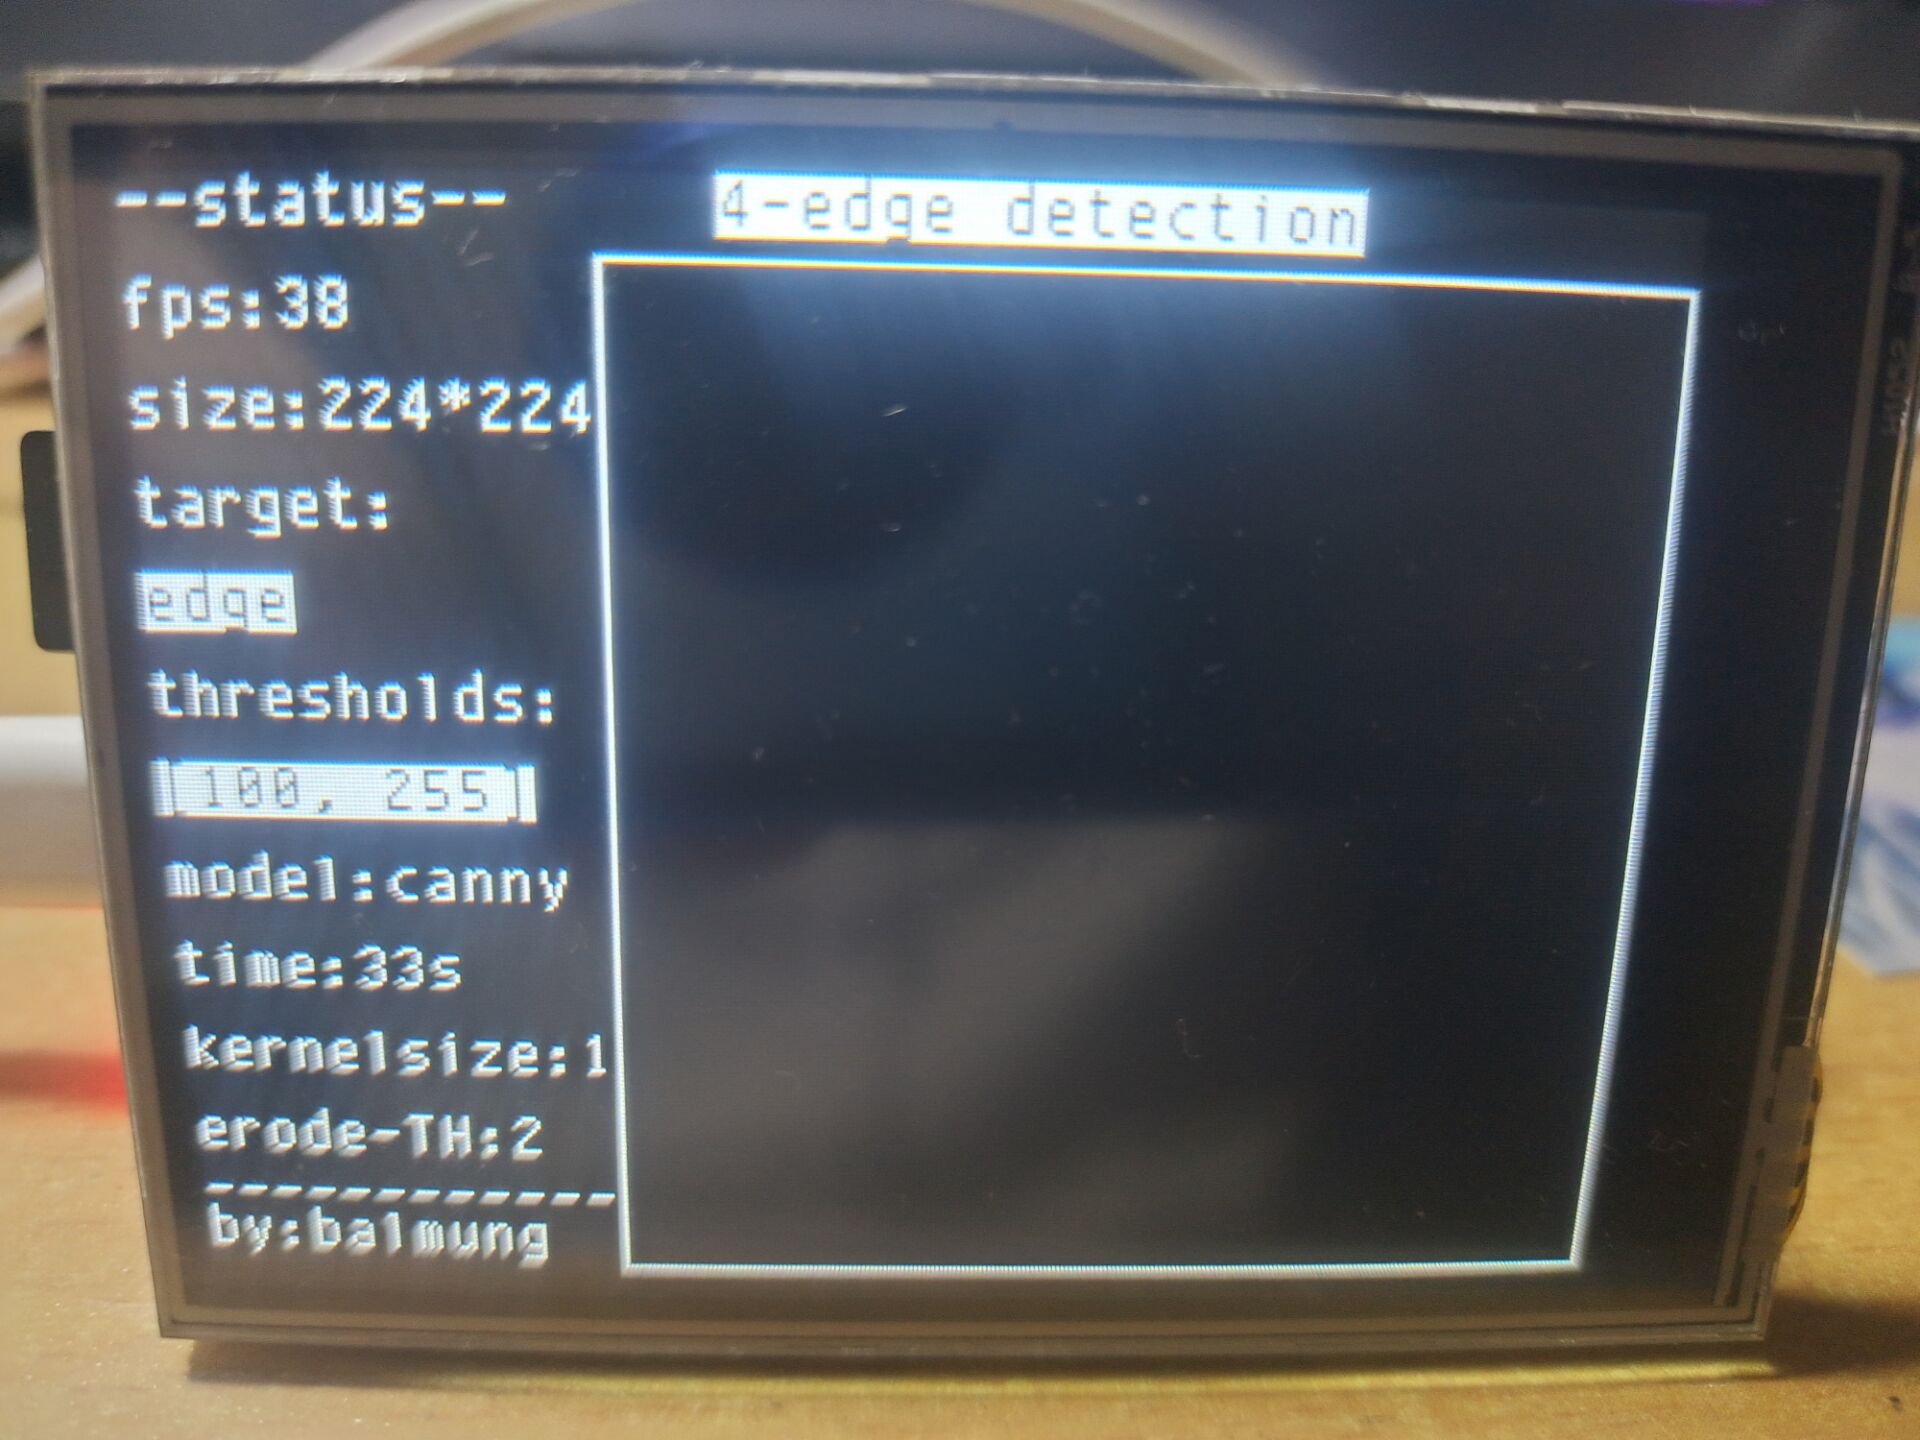 --status--
4-edge detection
fps:38
size:224*224
target:
edge
thresholds:
[100, 255]
model:canny
time:33s
kernelsize:1
erode-TH:2
------------
by:balmung